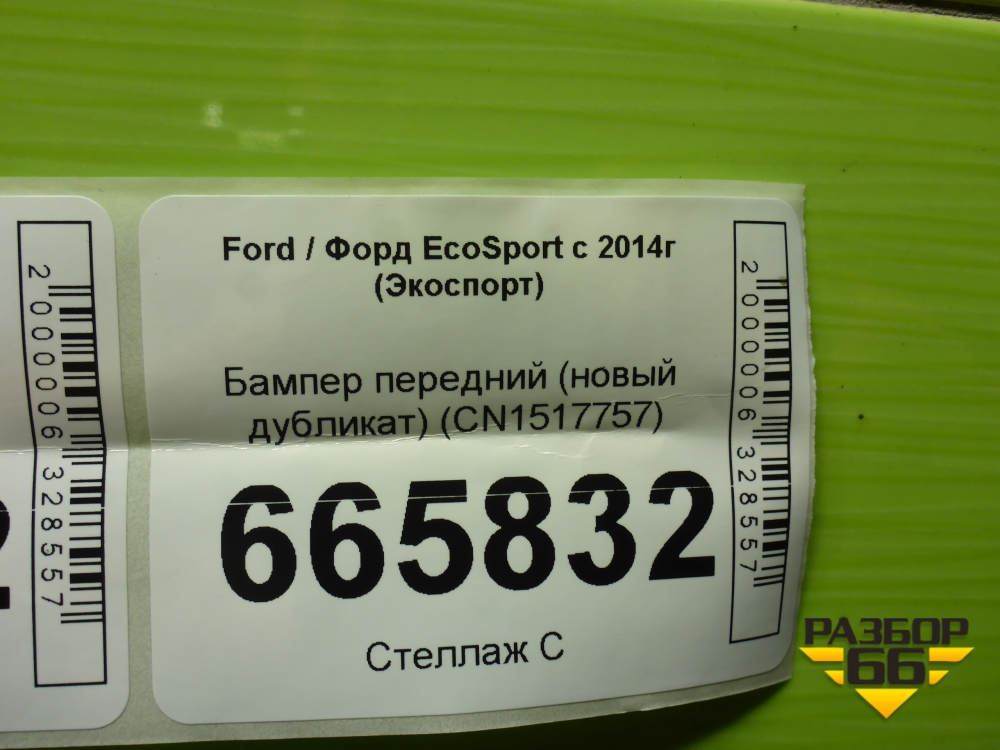 Ford / Форд EcoSport с 2014г
(Экоспорт)
Бампер передний (новый
дубликат) (CN1517757)
665832
Стеллаж С
2000006328557
2000006328557
РАЗБОР
66